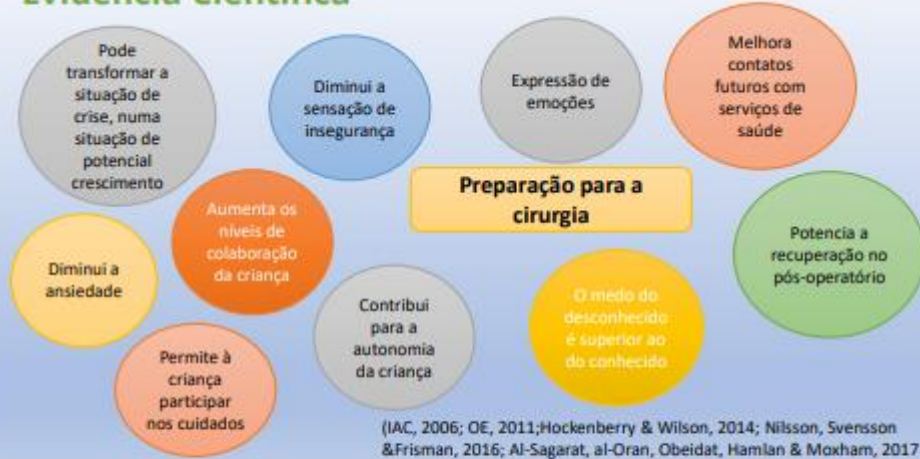 Evidência Científica
Pode
transformar a
situação de
crise, numa
situação de
potencial
crescimento
Diminui a
sensação de
insegurança
Expressão de
emoções
Melhora
contatos
futuros com
serviços de
saúde
Preparação para a
cirurgia
Aumenta os
níveis de
colaboração
da criança
Potencia a
recuperação no
pós-operatório
Diminui a
ansiedade
Contribui
para a
autonomia
da criança
O medo do
desconhecido
é superior ao
do conhecido
Permite à
criança
participar
nos cuidados
(IAC, 2006; OE, 2011;Hockenberry & Wilson, 2014; Nilsson, Svensson
&Frisman, 2016; Al-Sagarat, al-Oran, Obeidat, Hamlan & Moxham, 2017